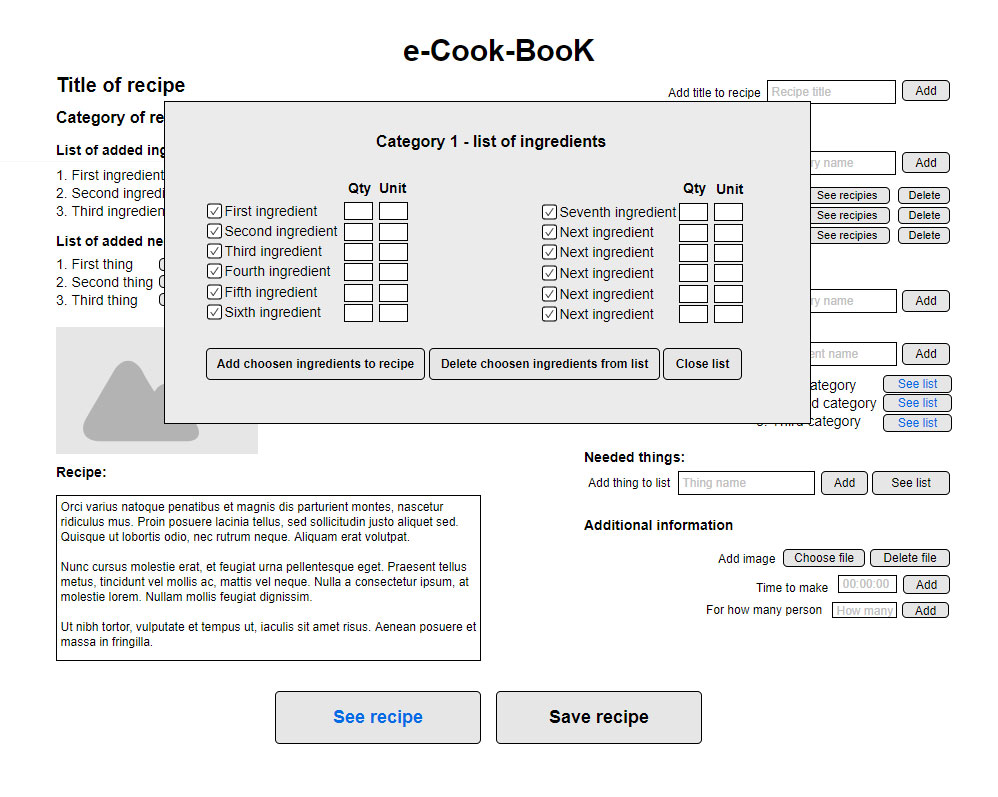 e-Cook-BooK
Title of recipe
Add title to recipe Recipe title Add
Category of re
Category 1 - list of ingredients
List of added ing
ry name Add
1. First ingredient
2. Second ingredi
3. Third ingredien
See recipies Delete
See recipies Delete
See recipies Delete
Qty Unit Qty Unit
First ingredient Seventh ingredient
Second ingredient Next ingredient
Third ingredient Next ingredient
Fourth ingredient Next ingredient
Fifth ingredient Next ingredient
Sixth ingredient Next ingredient
List of added ne
1. First thing
2. Second thing
3. Third thing
ry name Add
ent name Add
Add choosen ingredients to recipe Delete choosen ingredients from list Close list
ategory See list
d category See list
category See list
Needed things:
Add thing to list Thing name Add See list
Recipe:
Orci varius natoque penatibus et magnis dis parturient montes, nascetur
ridiculus mus. Proin posuere lacinia tellus, sed sollicitudin justo aliquet sed.
Quisque ut lobortis odio, nec rutrum neque. Aliquam erat volutpat.
Nunc cursus molestie erat, et feugiat urna pellentesque eget. Praesent tellus
metus, tincidunt vel mollis ac, mattis vel neque. Nulla a consectetur ipsum, at
molestie lorem. Nullam mollis feugiat dignissim.
Ut nibh tortor, vulputate et tempus ut, iaculis sit amet risus. Aenean posuere et
massa in fringilla.
Additional information
Add image Choose file Delete file
Time to make 00:00:00 Add
For how many person How many Add
See recipe Save recipe